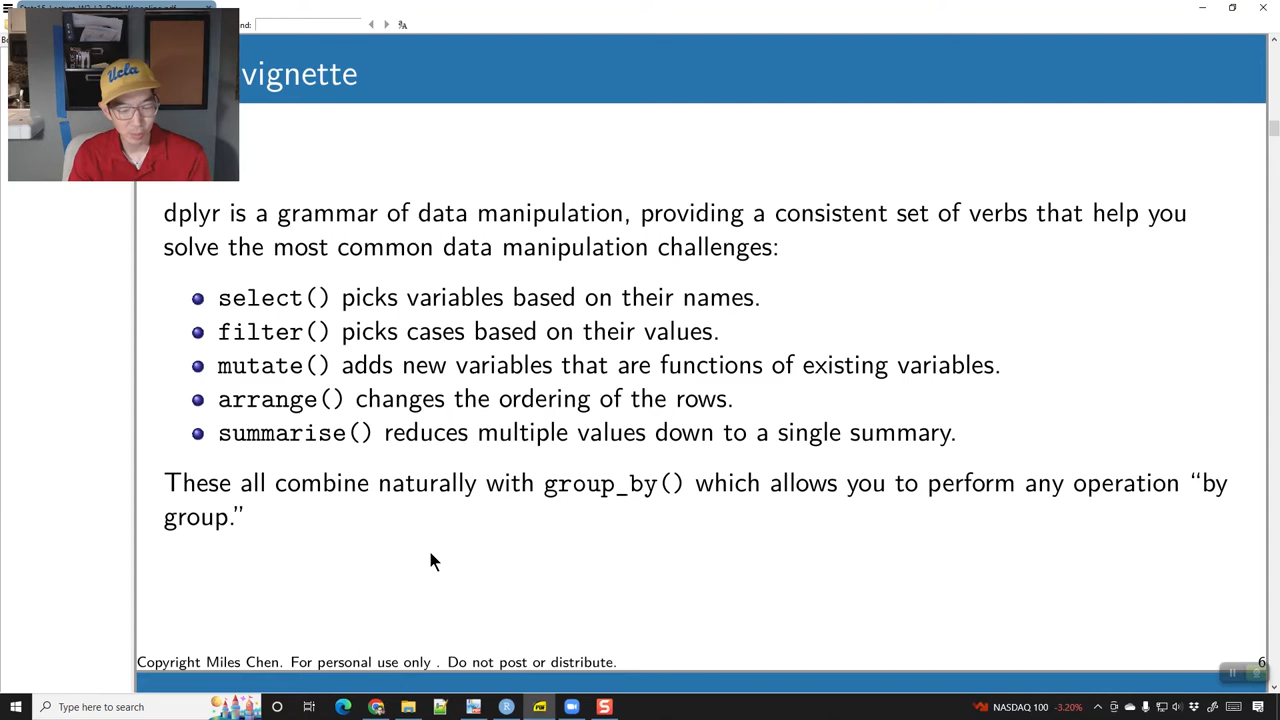 nd:
Ucla
vignette
dplyr is a grammar of data manipulation, providing a consistent set of verbs that help you
solve the most common data manipulation challenges:
select() picks variables based on their names.
filter() picks cases based on their values.
mutate() adds new variables that are functions of existing variables.
arrange() changes the ordering of the rows.
summarise() reduces multiple values down to a single summary.
These all combine naturally with group_by() which allows you to perform any operation “by
group.”
Copyright Miles Chen. For personal use only . Do not post or distribute.
6
Type here to search
NASDAQ 100 -3.20%
12:00 PM